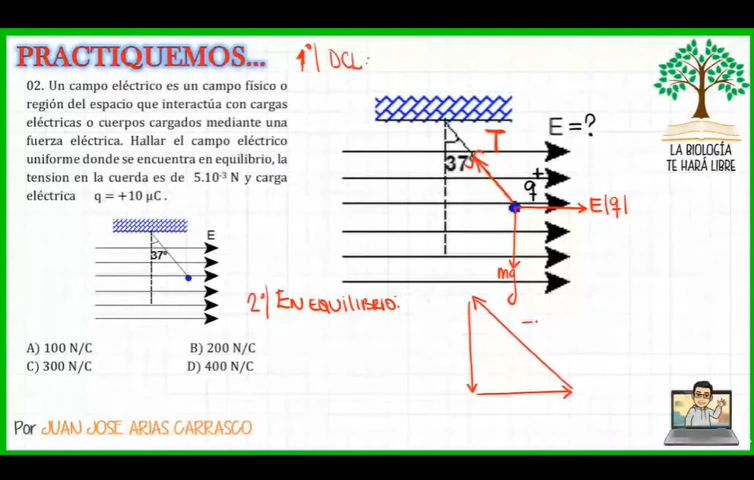 PRACTIQUEMOS...
02. Un campo eléctrico es un campo físico o
región del espacio que interactúa con cargas
eléctricas o cuerpos cargados mediante una
fuerza eléctrica. Hallar el campo eléctrico
uniforme donde se encuentra en equilibrio, la
tension en la cuerda es de 5.10⁻³ N y carga
eléctrica q = +10 μC.
E
37°
A) 100 N/C
B) 200 N/C
C) 300 N/C
D) 400 N/C
Por JUAN JOSE ARIAS CARRASCO
1°| DCL:
T
E =?
37°
+
q
E|q|
mg
2°| EN EQUILIBRIO:
LA BIOLOGÍA
TE HARÁ LIBRE